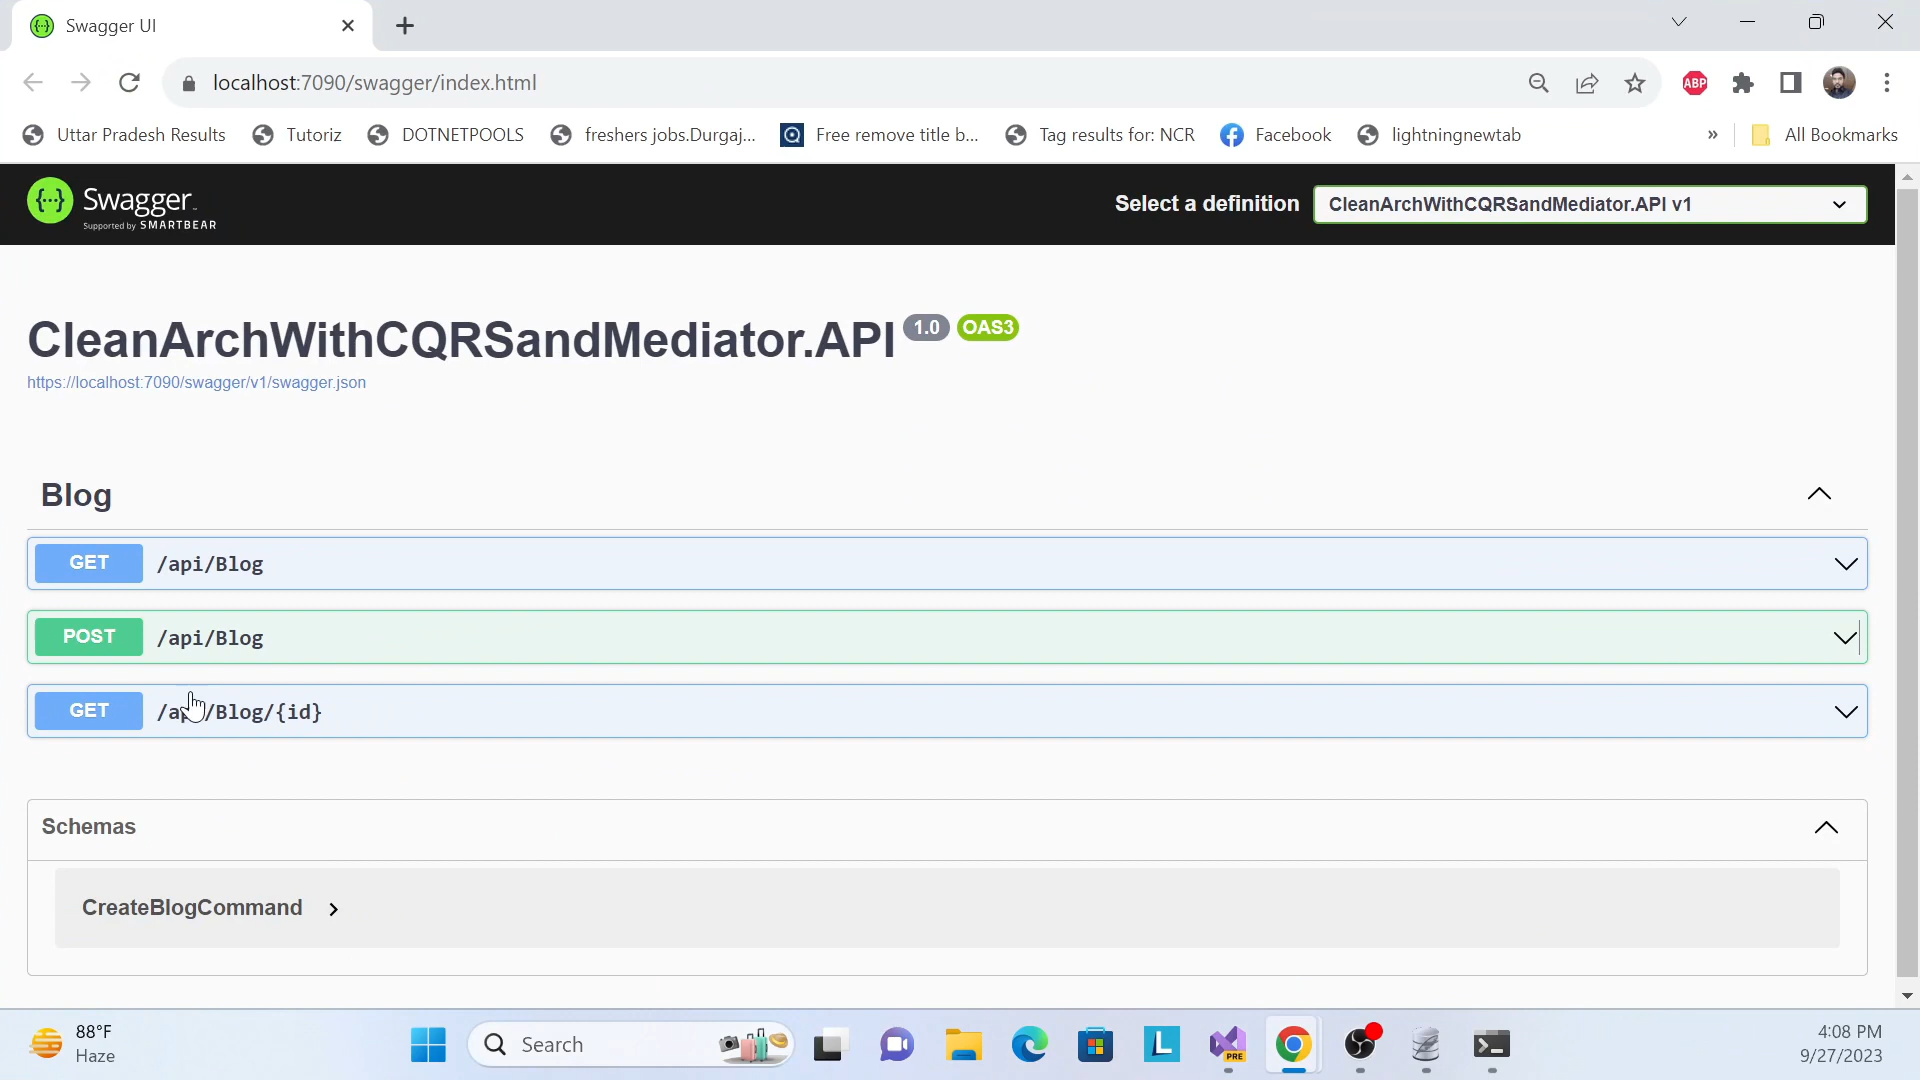 Swagger UI
localhost:7090/swagger/index.html
ABP
Uttar Pradesh Results
Tutoriz
DOTNETPOOLS
freshers jobs.Durgaj...
Free remove title b...
Tag results for: NCR
Facebook
lightningnewtab
»
All Bookmarks
{···} Swagger
Supported by SMARTBEAR
Select a definition
CleanArchWithCQRSandMediator.API v1
CleanArchWithCQRSandMediator.API 1.0 OAS3
https://localhost:7090/swagger/v1/swagger.json
Blog
GET /api/Blog
POST /api/Blog
GET /api/Blog/{id}
Schemas
CreateBlogCommand
88°F
Haze
Search
L
PRE
4:08 PM
9/27/2023